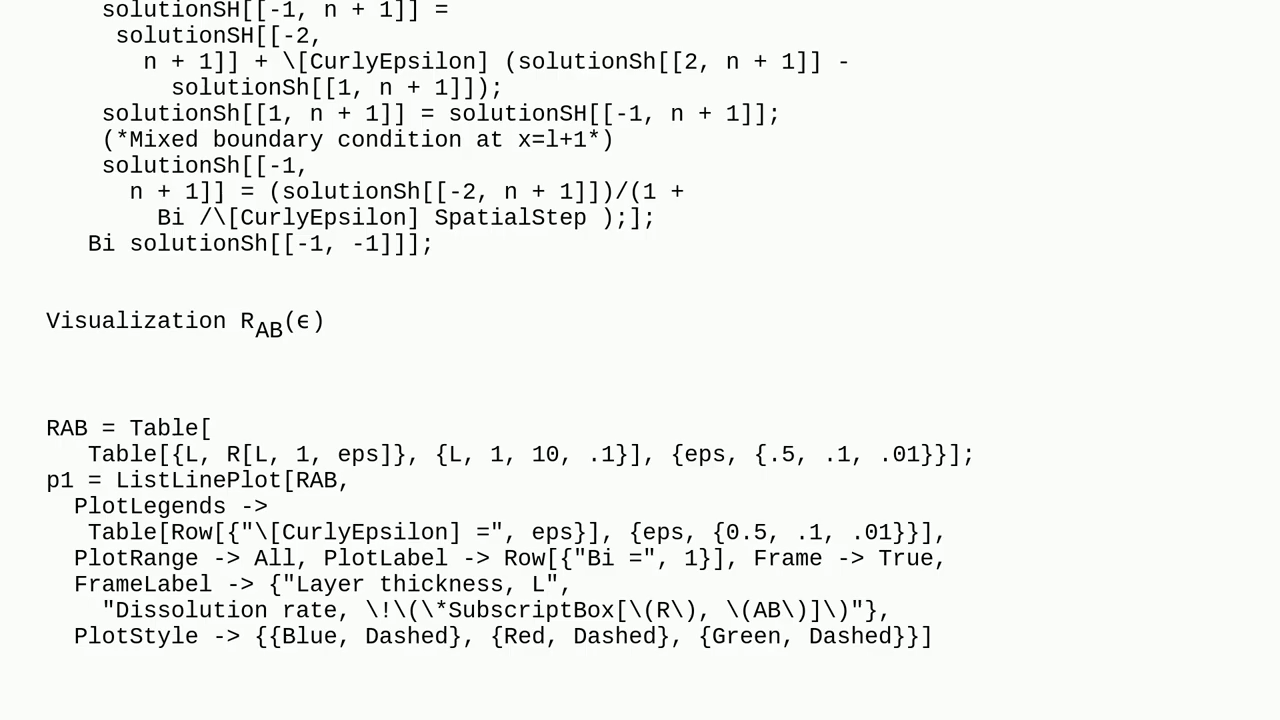 solutionSH[[-1, n + 1]] =
solutionSH[[-2,
n + 1]] + \[CurlyEpsilon] (solutionSh[[2, n + 1]] -
solutionSh[[1, n + 1]]);
solutionSh[[1, n + 1]] = solutionSH[[-1, n + 1]];
(*Mixed boundary condition at x=l+1*)
solutionSh[[-1,
n + 1]] = (solutionSh[[-2, n + 1]])/(1 +
Bi /\[CurlyEpsilon] SpatialStep );];
Bi solutionSh[[-1, -1]]];
Visualization R_AB(ϵ)
RAB = Table[
Table[{L, R[L, 1, eps]}, {L, 1, 10, .1}], {eps, {.5, .1, .01}}];
p1 = ListLinePlot[RAB,
PlotLegends ->
Table[Row[{"\[CurlyEpsilon] =", eps}], {eps, {0.5, .1, .01}}],
PlotRange -> All, PlotLabel -> Row[{"Bi =", 1}], Frame -> True,
FrameLabel -> {"Layer thickness, L",
"Dissolution rate, \!\(\*SubscriptBox[\(R\), \(AB\)]\)"},
PlotStyle -> {{Blue, Dashed}, {Red, Dashed}, {Green, Dashed}}]